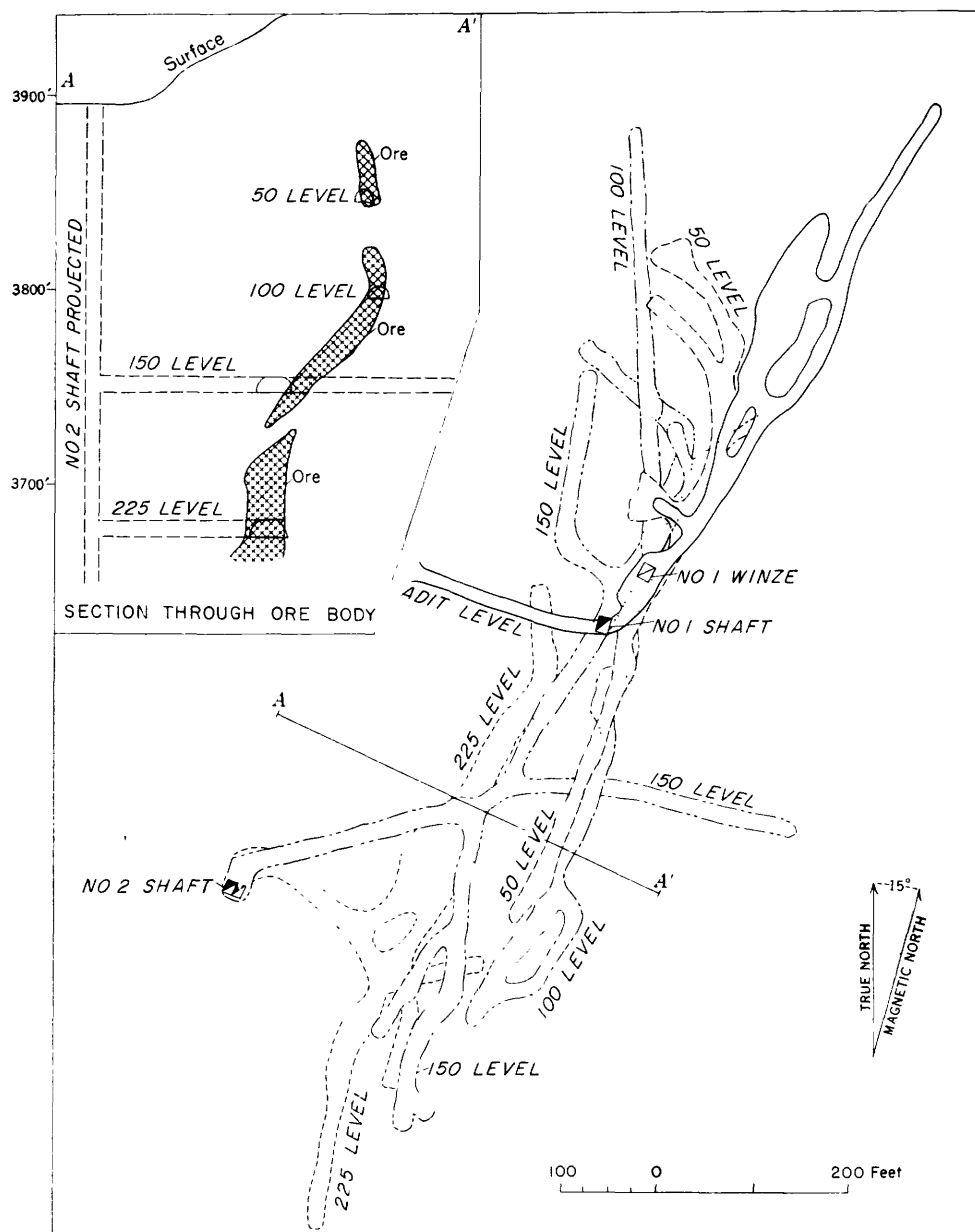 A
A'
Surface
3900'
Ore
50 LEVEL
NO 2 SHAFT PROJECTED
3800'
100 LEVEL
Ore
150 LEVEL
3700'
Ore
225 LEVEL
SECTION THROUGH ORE BODY
100 LEVEL
50 LEVEL
150 LEVEL
NO 1 WINZE
ADIT LEVEL
NO 1 SHAFT
A
225 LEVEL
150 LEVEL
50 LEVEL
A'
NO 2 SHAFT
100 LEVEL
15°
TRUE NORTH
MAGNETIC NORTH
150 LEVEL
225 LEVEL
100 0 200 Feet